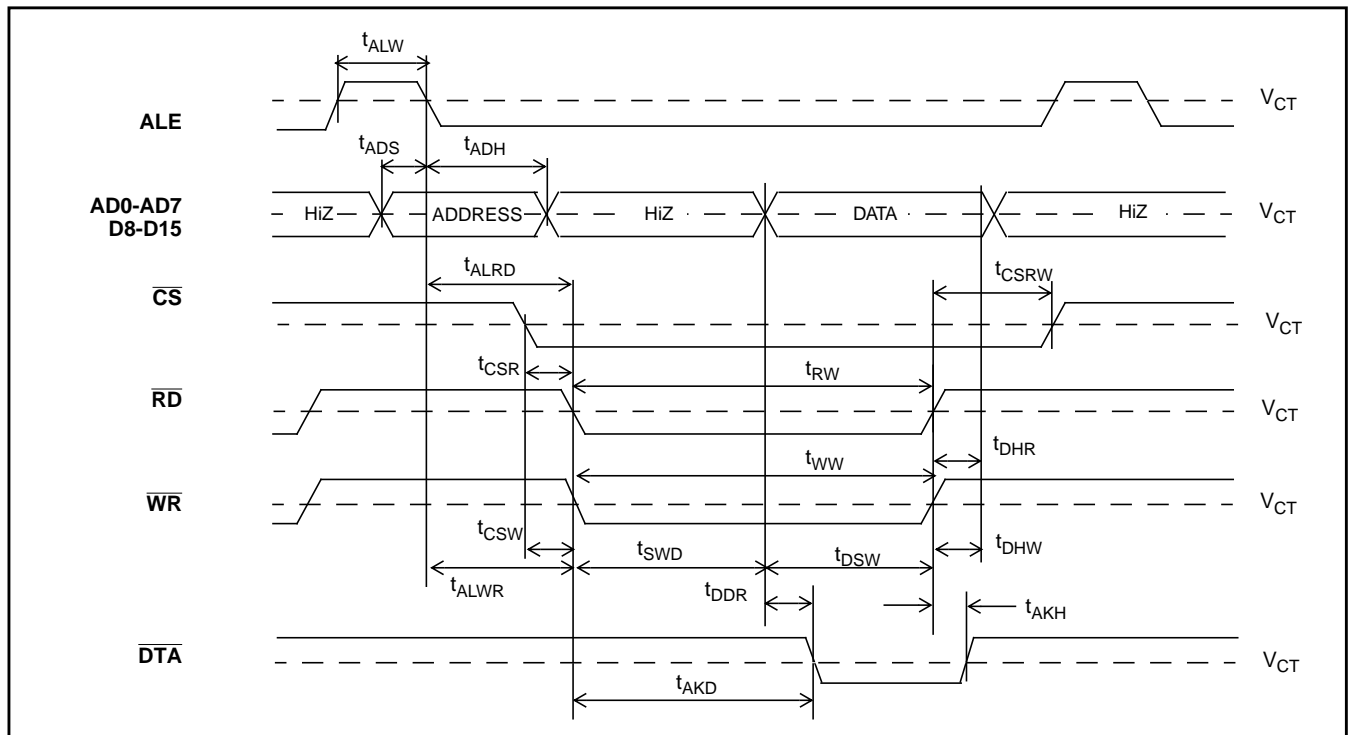 tALW
ALE
VCT
tADS
tADH
AD0-AD7
D8-D15
HiZ
ADDRESS
HiZ
DATA
HiZ
VCT
tALRD
tCSRW
CS
VCT
tCSR
tRW
RD
VCT
tDHR
tWW
WR
VCT
tCSW
tSWD
tDSW
tDHW
tALWR
tDDR
tAKH
DTA
VCT
tAKD